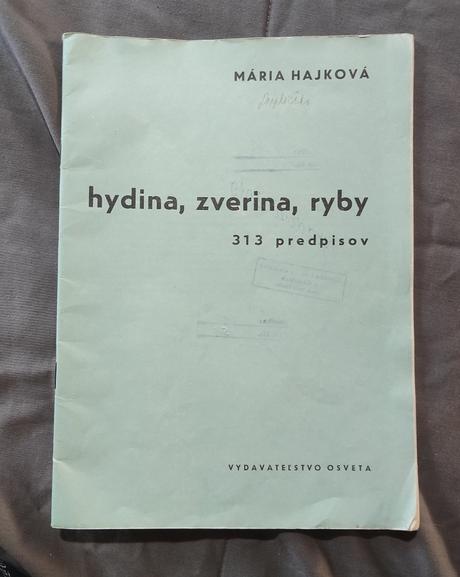 MÁRIA HAJKOVÁ
hydina, zverina, ryby
313 predpisov
VYDAVATEĽSTVO OSVETA